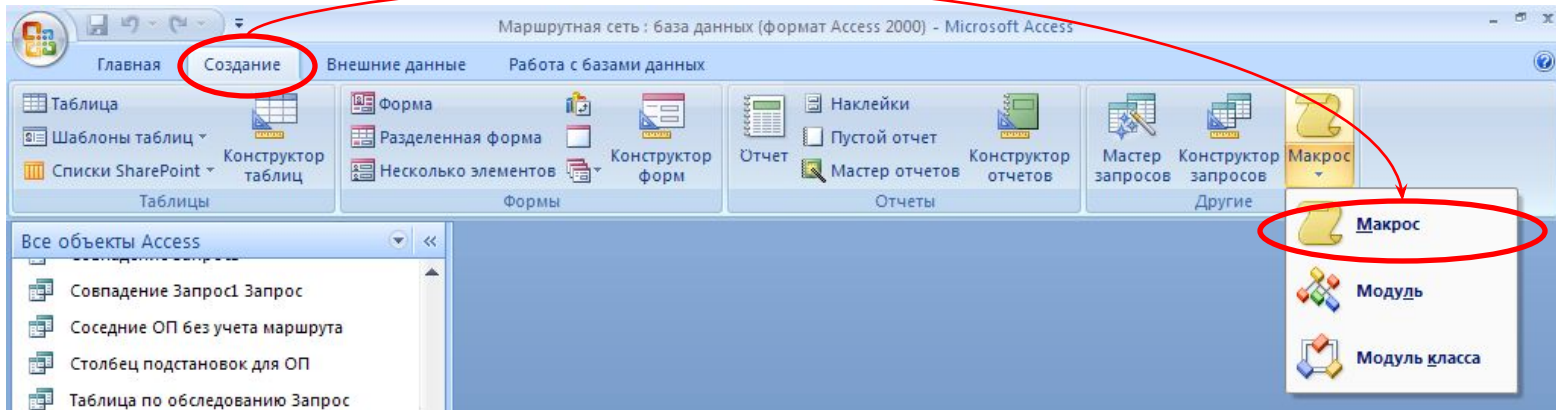 Маршрутная сеть : база данных (формат Access 2000) - Microsoft Access
Главная Создание Внешние данные Работа с базами данных
Таблица
Шаблоны таблиц
Списки SharePoint
Конструктор таблиц
Таблицы
Форма
Разделенная форма
Несколько элементов
Конструктор форм
Формы
Отчет
Наклейки
Пустой отчет
Мастер отчетов
Конструктор отчетов
Отчеты
Мастер запросов
Конструктор запросов
Макрос
Другие
Макрос
Модуль
Модуль класса
Все объекты Access
Совпадение Запрос1 Запрос
Соседние ОП без учета маршрута
Столбец подстановок для ОП
Таблица по обследованию Запрос